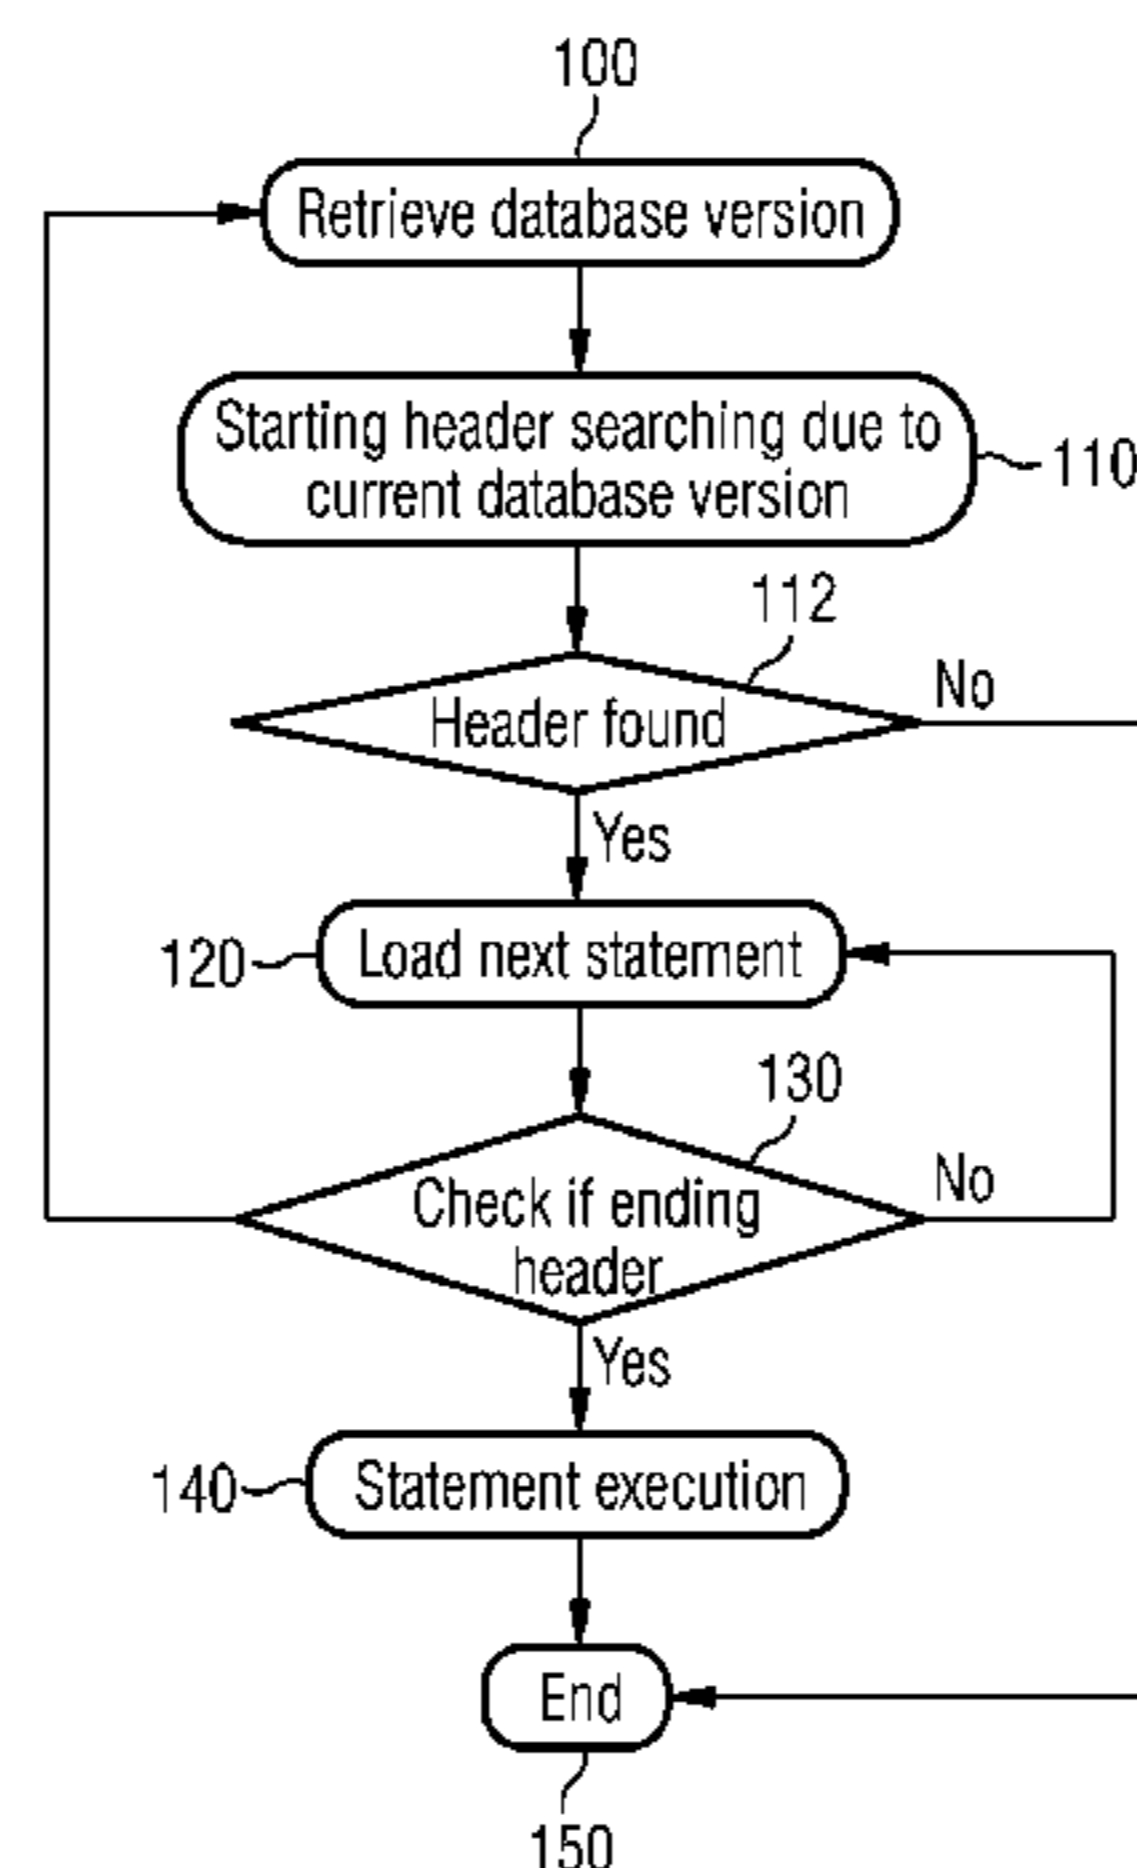 100
Retrieve database version
Starting header searching due to
current database version
110
112
Header found
No
Yes
120
Load next statement
130
Check if ending
header
No
Yes
140
Statement execution
End
150